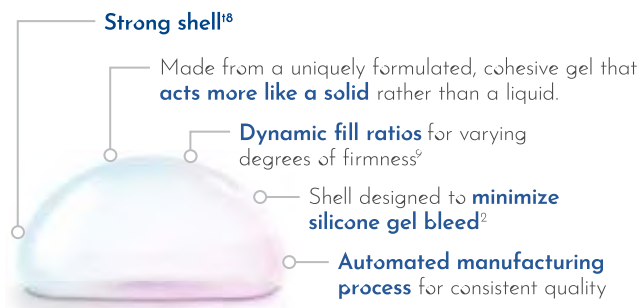 Strong shell†8
Made from a uniquely formulated, cohesive gel that
acts more like a solid rather than a liquid.
Dynamic fill ratios for varying
degrees of firmness9
Shell designed to minimize
silicone gel bleed2
Automated manufacturing
process for consistent quality